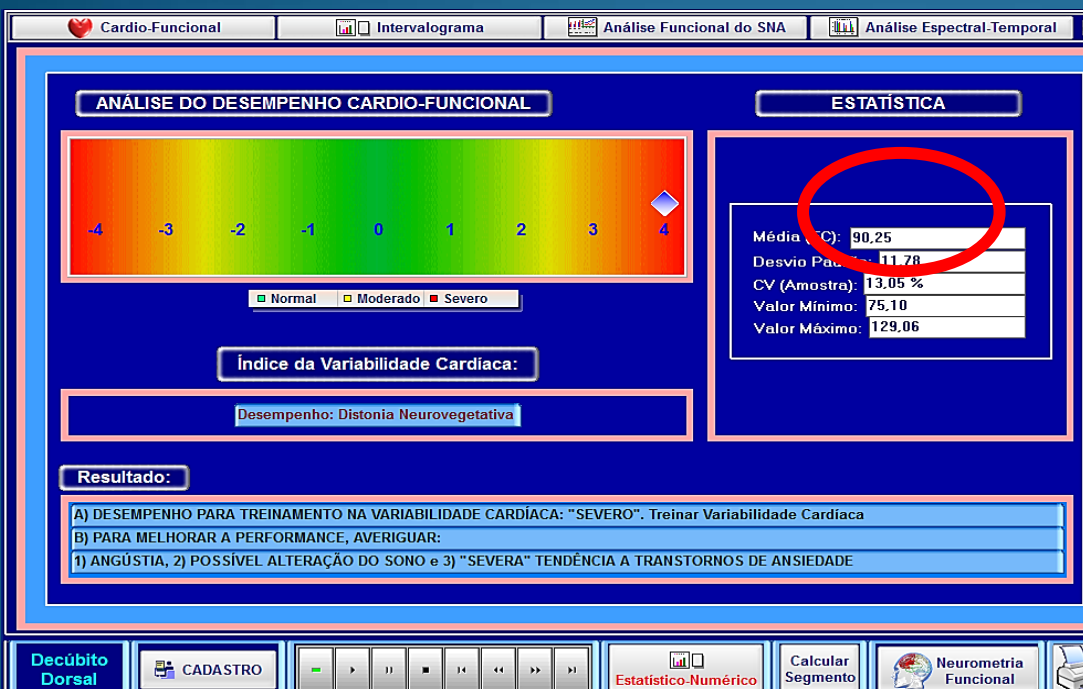 Cardio-Funcional
Intervalograma
Análise Funcional do SNA
Análise Espectral-Temporal
ANÁLISE DO DESEMPENHO CARDIO-FUNCIONAL
ESTATÍSTICA
-4 -3 -2 -1 0 1 2 3 4
Normal Moderado Severo
Média (FC): 90,25
Desvio Padrão: 11,78
CV (Amostra): 13,05 %
Valor Mínimo: 75,10
Valor Máximo: 129,06
Índice da Variabilidade Cardíaca:
Desempenho: Distonia Neurovegetativa
Resultado:
A) DESEMPENHO PARA TREINAMENTO NA VARIABILIDADE CARDÍACA: "SEVERO". Treinar Variabilidade Cardíaca
B) PARA MELHORAR A PERFORMANCE, AVERIGUAR:
1) ANGÚSTIA, 2) POSSÍVEL ALTERAÇÃO DO SONO e 3) "SEVERA" TENDÊNCIA A TRANSTORNOS DE ANSIEDADE
Decúbito
Dorsal
CADASTRO
Estatístico-Numérico
Calcular
Segmento
Neurometria
Funcional